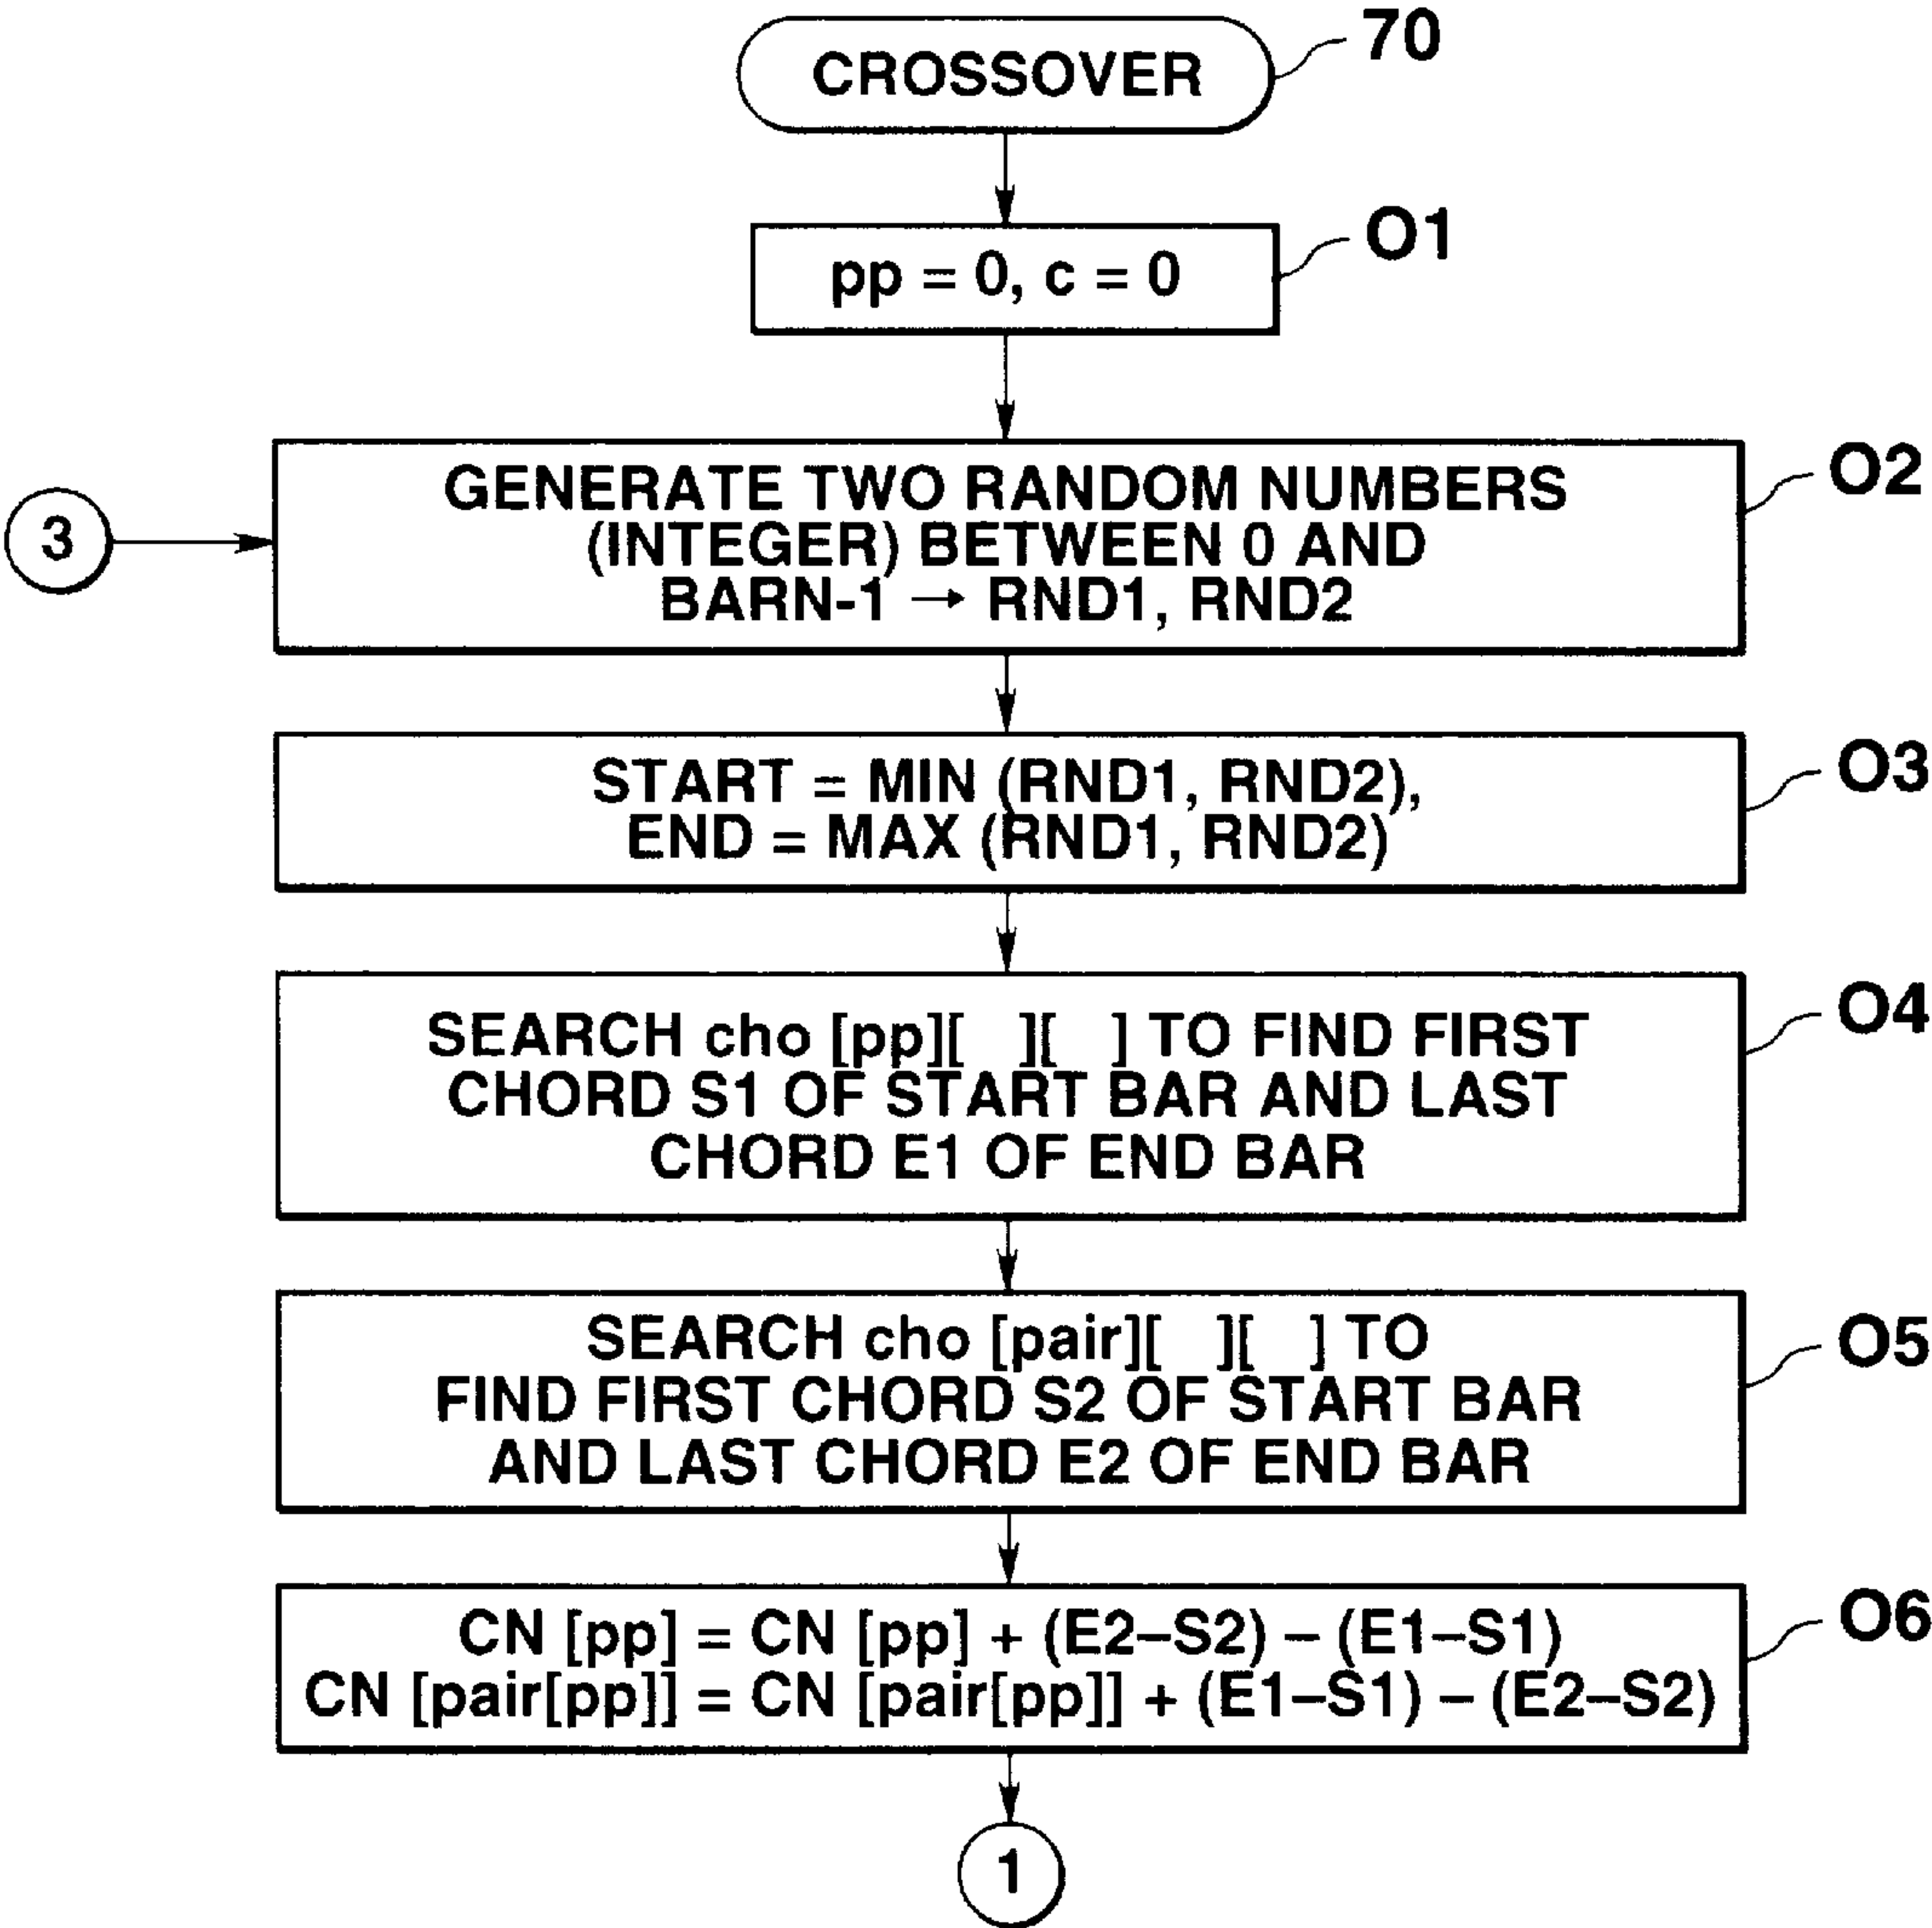 CROSSOVER
70
pp = 0, c = 0
O1
GENERATE TWO RANDOM NUMBERS
(INTEGER) BETWEEN 0 AND
BARN-1 → RND1, RND2
O2
3
START = MIN (RND1, RND2),
END = MAX (RND1, RND2)
O3
SEARCH cho [pp][ ][ ] TO FIND FIRST
CHORD S1 OF START BAR AND LAST
CHORD E1 OF END BAR
O4
SEARCH cho [pair][ ][ ] TO
FIND FIRST CHORD S2 OF START BAR
AND LAST CHORD E2 OF END BAR
O5
CN [pp] = CN [pp] + (E2–S2) – (E1–S1)
CN [pair[pp]] = CN [pair[pp]] + (E1–S1) – (E2–S2)
O6
1